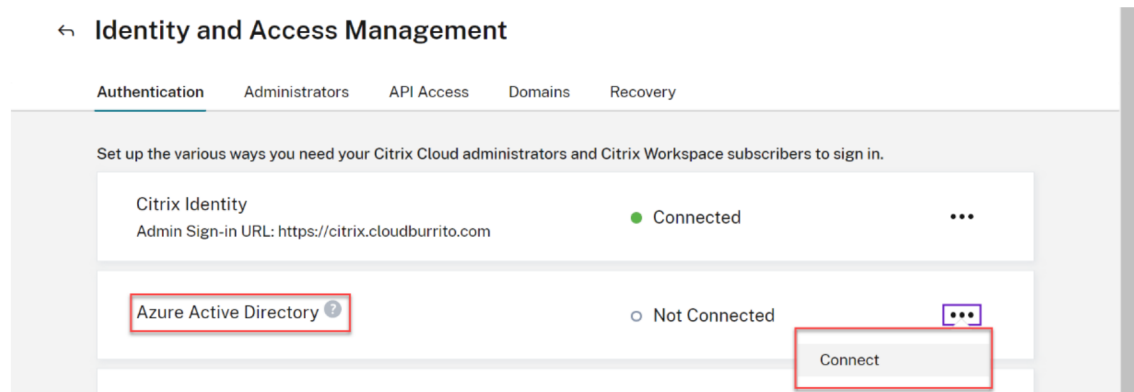 Identity and Access Management
Authentication Administrators API Access Domains Recovery
Set up the various ways you need your Citrix Cloud administrators and Citrix Workspace subscribers to sign in.
Citrix Identity
Admin Sign-in URL: https://citrix.cloudburrito.com
Connected
Azure Active Directory ?
Not Connected
Connect